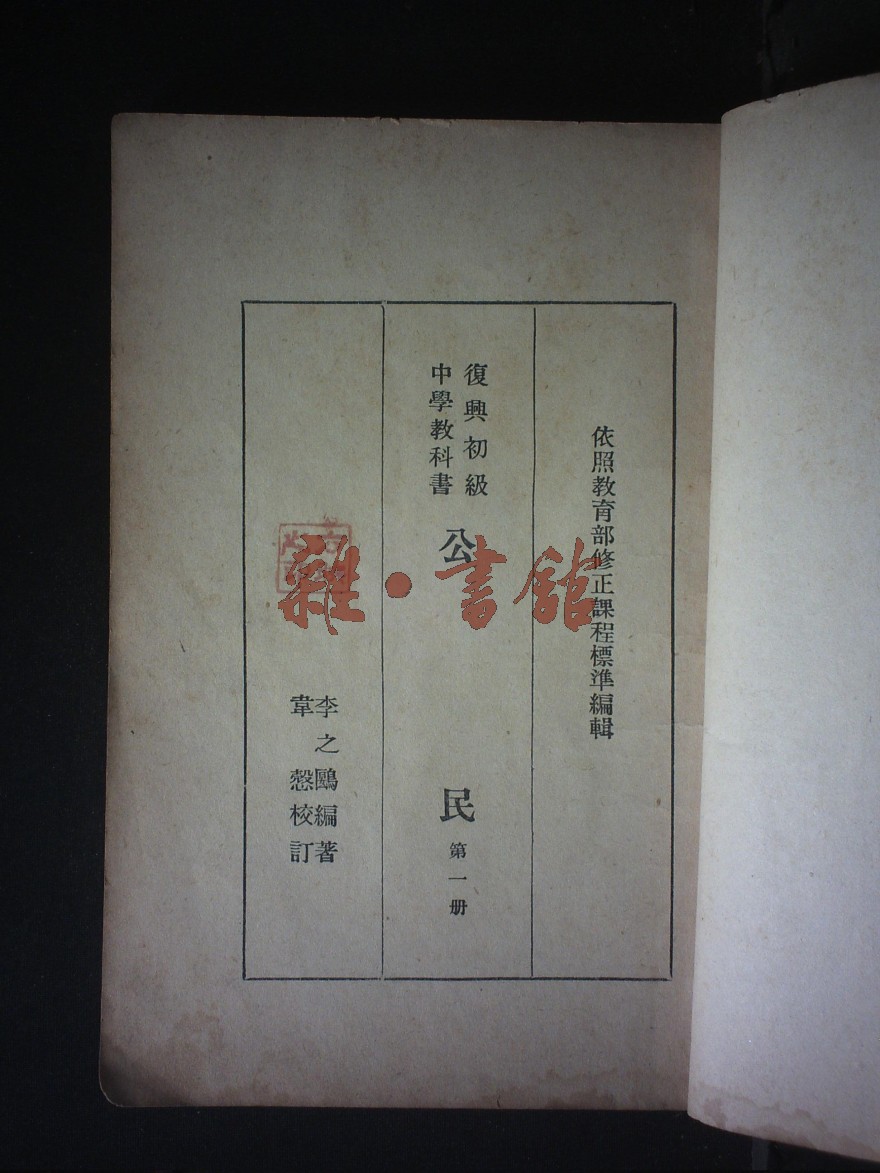 依照教育部修正課程標準編輯
復興初級
中學教科書
公民
第一册
李之鷗編著
韋慤校訂
雜·書館